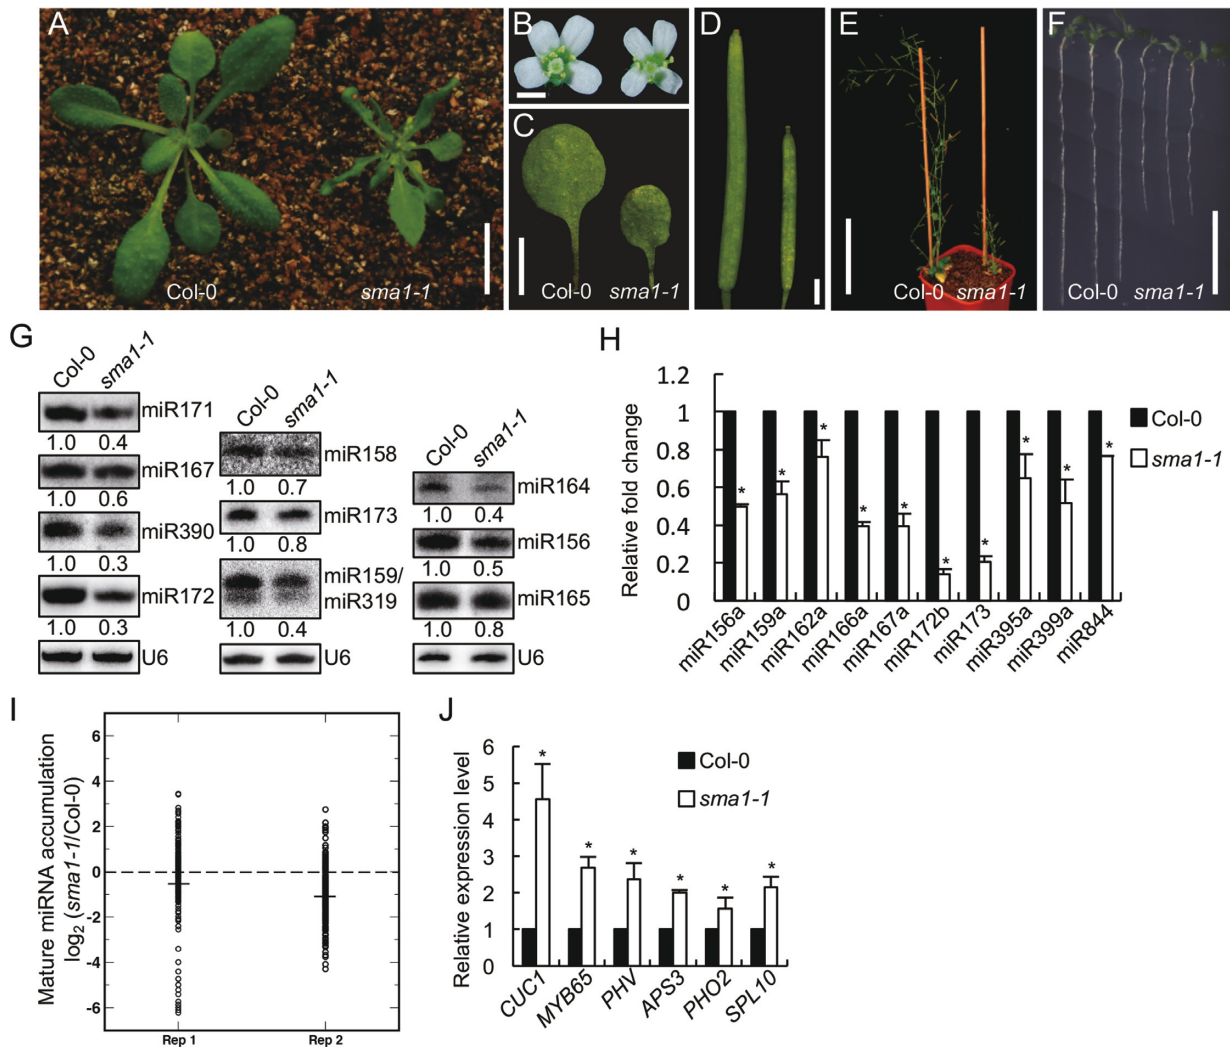 A
Col-0
sma1-1
B
C
Col-0
sma1-1
D
E
Col-0
sma1-1
F
Col-0
sma1-1
G
Col-0
sma1-1
miR171
1.0
0.4
miR167
1.0
0.6
miR390
1.0
0.3
miR172
1.0
0.3
U6
Col-0
sma1-1
miR158
1.0
0.7
miR173
1.0
0.8
miR159/
miR319
1.0
0.4
U6
Col-0
sma1-1
miR164
1.0
0.4
miR156
1.0
0.5
miR165
1.0
0.8
U6
H
Relative fold change
1.2
1
0.8
0.6
0.4
0.2
0
*
*
*
*
*
*
*
*
*
*
Col-0
sma1-1
miR156a
miR159a
miR162a
miR166a
miR167a
miR172b
miR173
miR395a
miR399a
miR844
I
Mature miRNA accumulation
log2 (sma1-1/Col-0)
6
4
2
0
-2
-4
-6
Rep 1
Rep 2
J
Relative expression level
6
5
4
3
2
1
0
*
*
*
*
*
*
Col-0
sma1-1
CUC1
MYB65
PHV
APS3
PHO2
SPL10